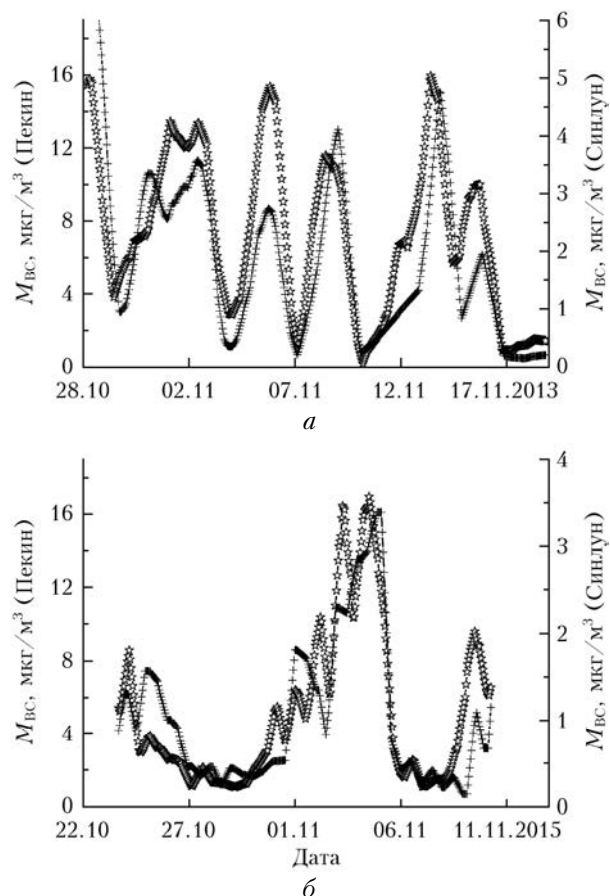 M_BC, мкг/м³ (Пекин)
16
12
8
4
0
6
5
4
3
2
1
0
M_BC, мкг/м³ (Синлун)
28.10 02.11 07.11 12.11 17.11.2013
а
M_BC, мкг/м³ (Пекин)
16
12
8
4
0
4
3
2
1
0
M_BC, мкг/м³ (Синлун)
22.10 27.10 01.11 06.11 11.11.2015
Дата
б